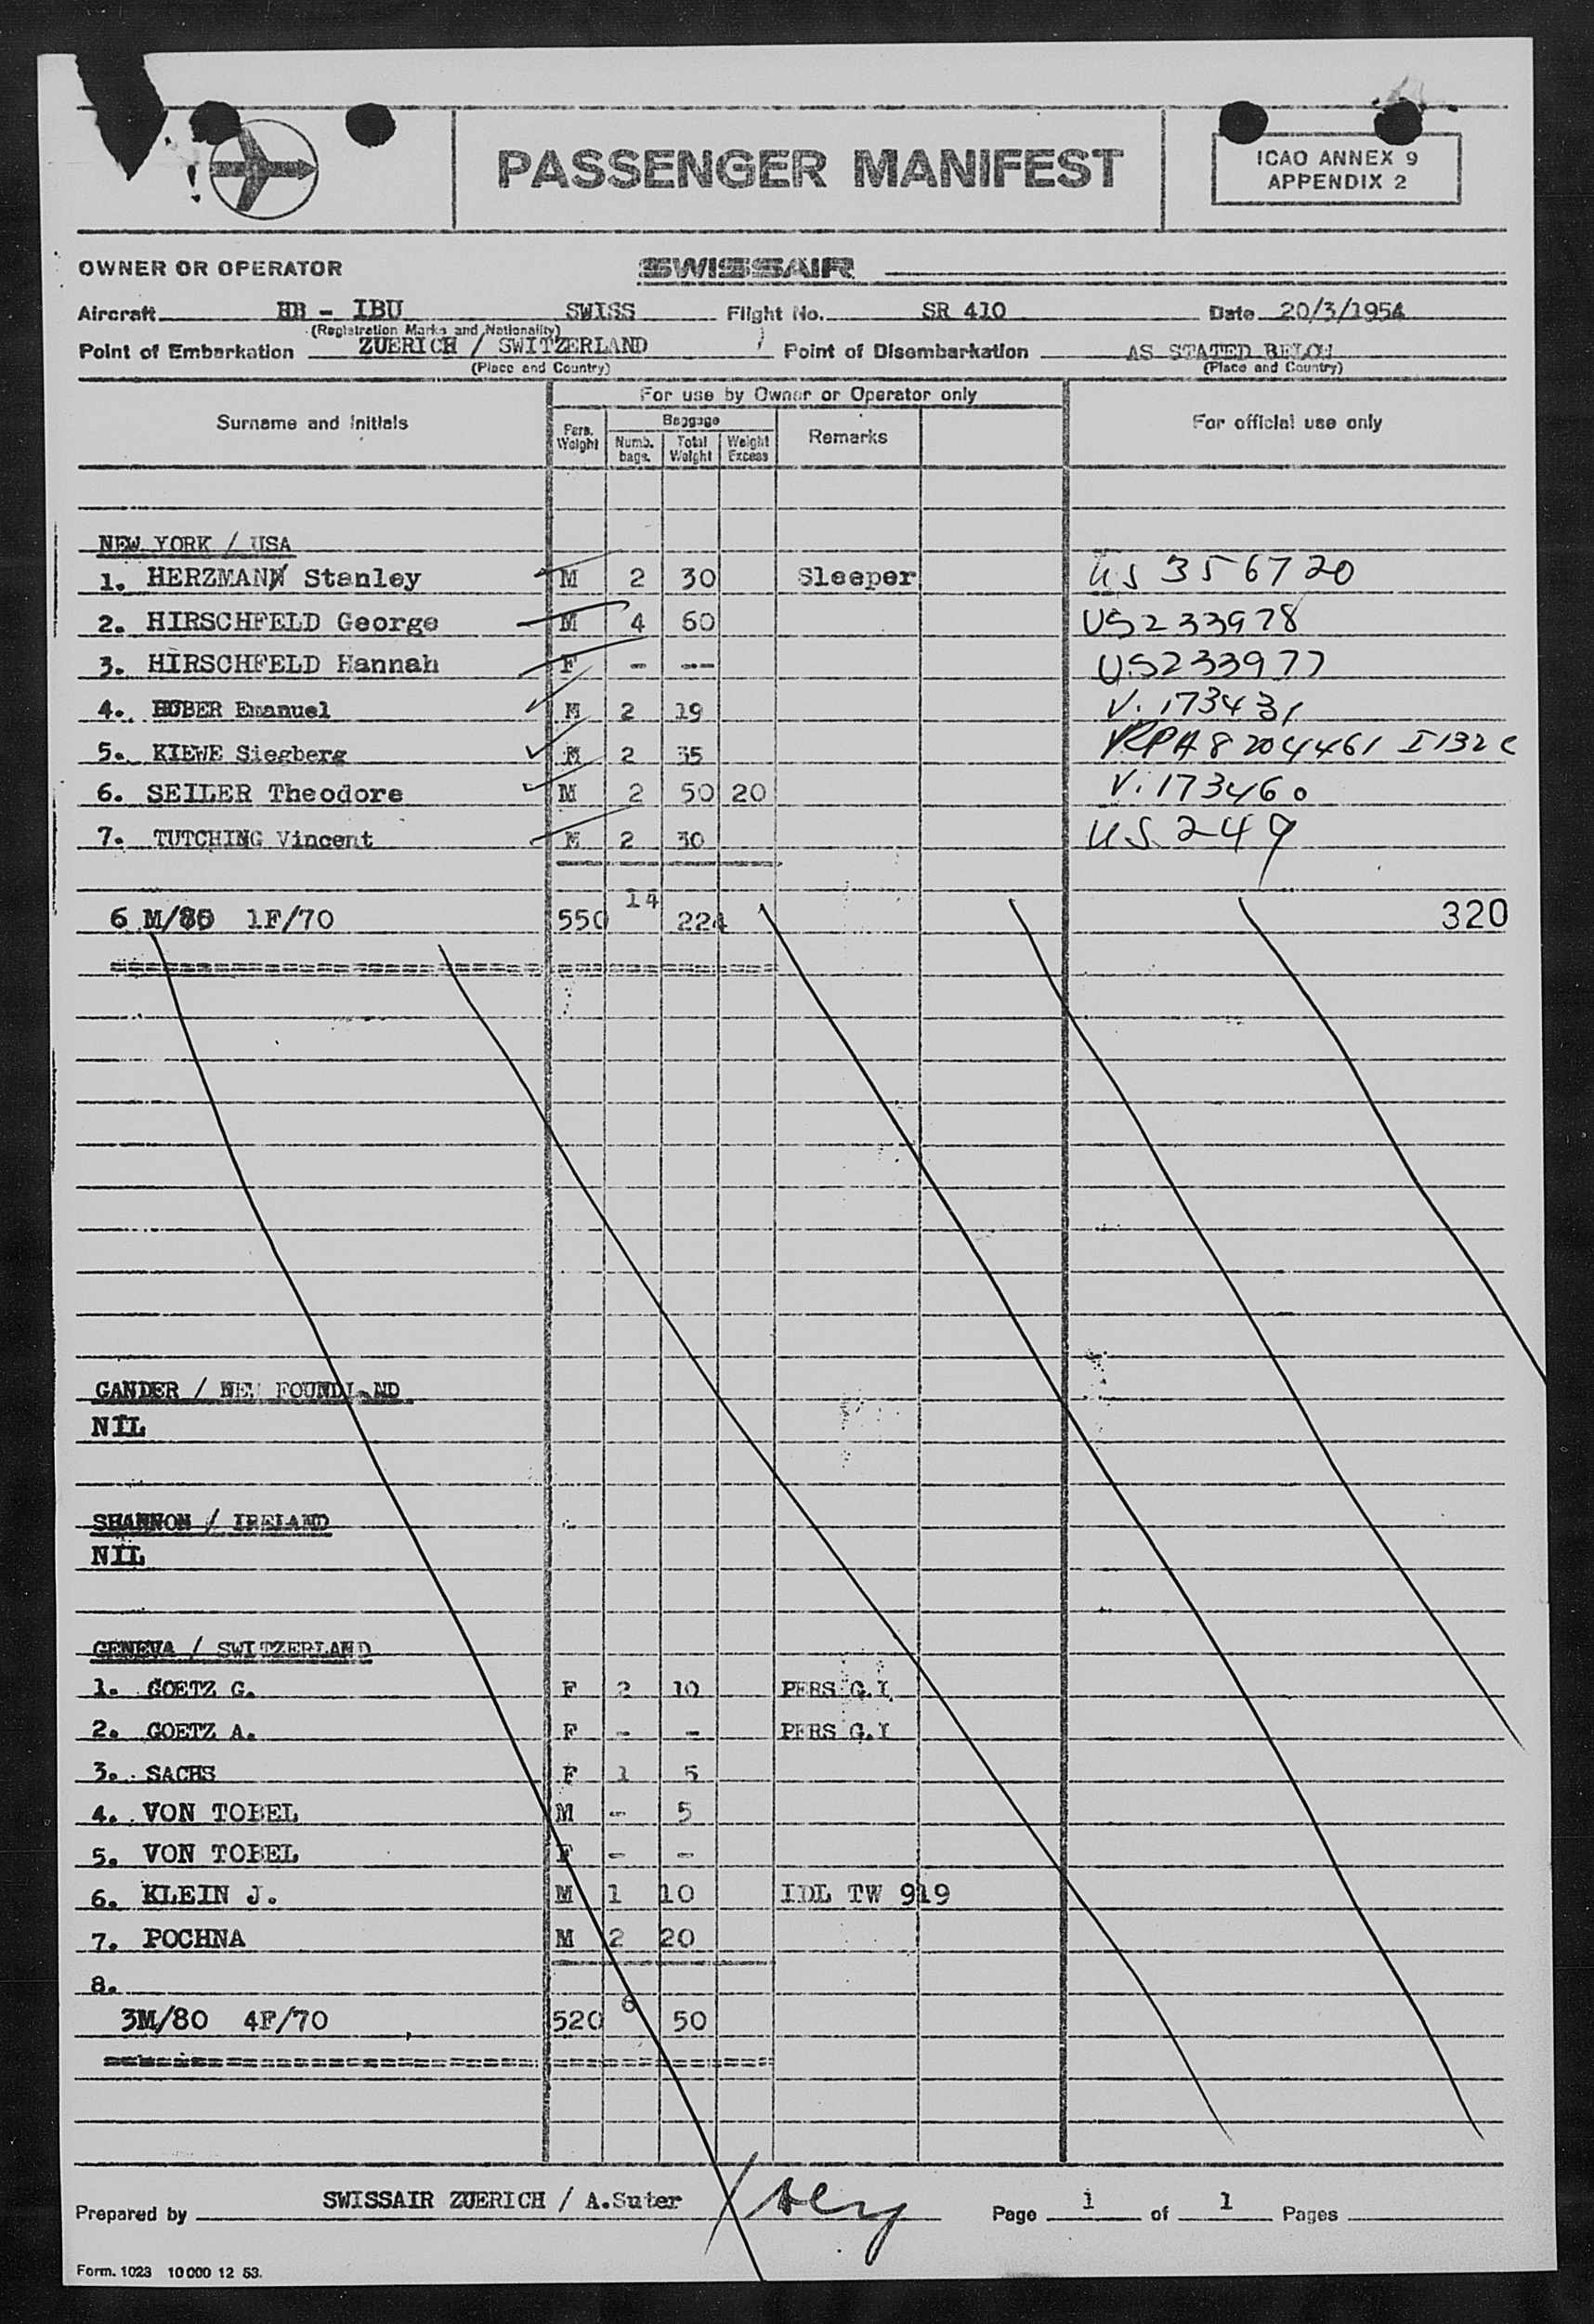 PASSENGER MANIFEST
ICAO ANNEX 9
APPENDIX 2
OWNER OR OPERATOR SWISSAIR
Aircraft HB - IBU SWISS Flight No. SR 410 Date 20/3/1954
(Registration Marks and Nationality)
Point of Embarkation ZUERICH / SWITZERLAND Point of Disembarkation AS STATED BELOW
(Place and Country) (Place and Country)
For use by Owner or Operator only
Surname and initials Pers. Weight Baggage Numb. bags. Total Weight Weight Excess Remarks For official use only
NEW YORK / USA
1. HERZMANN Stanley M 2 30 Sleeper US 356720
2. HIRSCHFELD George M 4 60 US233978
3. HIRSCHFELD Hannah F - --- US233977
4. HUBER Emanuel M 2 19 V. 173431
5. KIEWE Siegberg M 2 35 A8204461 I132c
6. SEILER Theodore M 2 50 20 V. 173460
7. TUTCHING Vincent M 2 30 US 249
14
6 M/80 1F/70 550 224 320
GANDER / NEW FOUNDLAND
NIL
SHANNON / IRELAND
NIL
GENEVA / SWITZERLAND
1. GOETZ G. F 2 10 PERS G.I
2. GOETZ A. F - - PERS G.I
3. SACHS F 1 5
4. VON TOBEL M - 5
5. VON TOBEL F - -
6. KLEIN J. M 1 10 IDL TW 919
7. POCHNA M 2 20
8.
6
3M/80 4F/70 520 50
Prepared by SWISSAIR ZUERICH / A.Suter Page 1 of 1 Pages
Form. 1023 10 000 12 53.